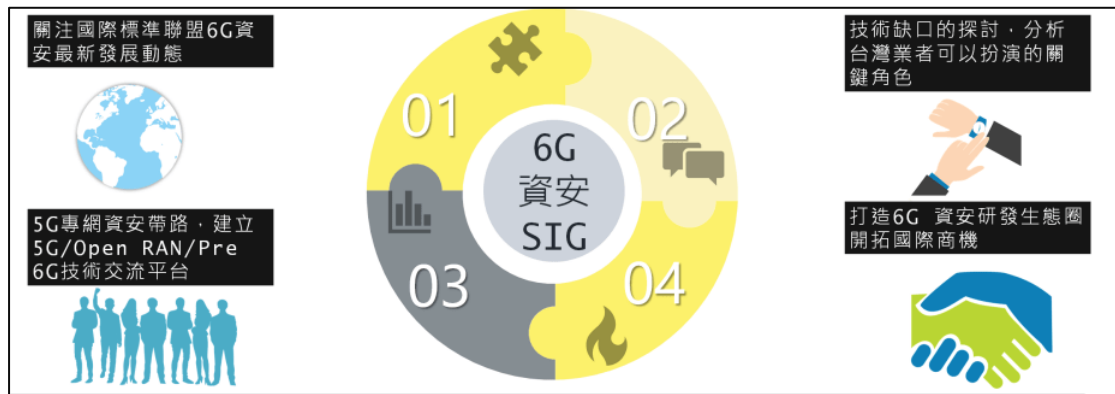 關注國際標準聯盟6G資
安最新發展動態
技術缺口的探討，分析
台灣業者可以扮演的關
鍵角色
01
02
6G
資安
SIG
5G專網資安帶路，建立
5G/Open RAN/Pre
6G技術交流平台
打造6G 資安研發生態圈
開拓國際商機
03
04